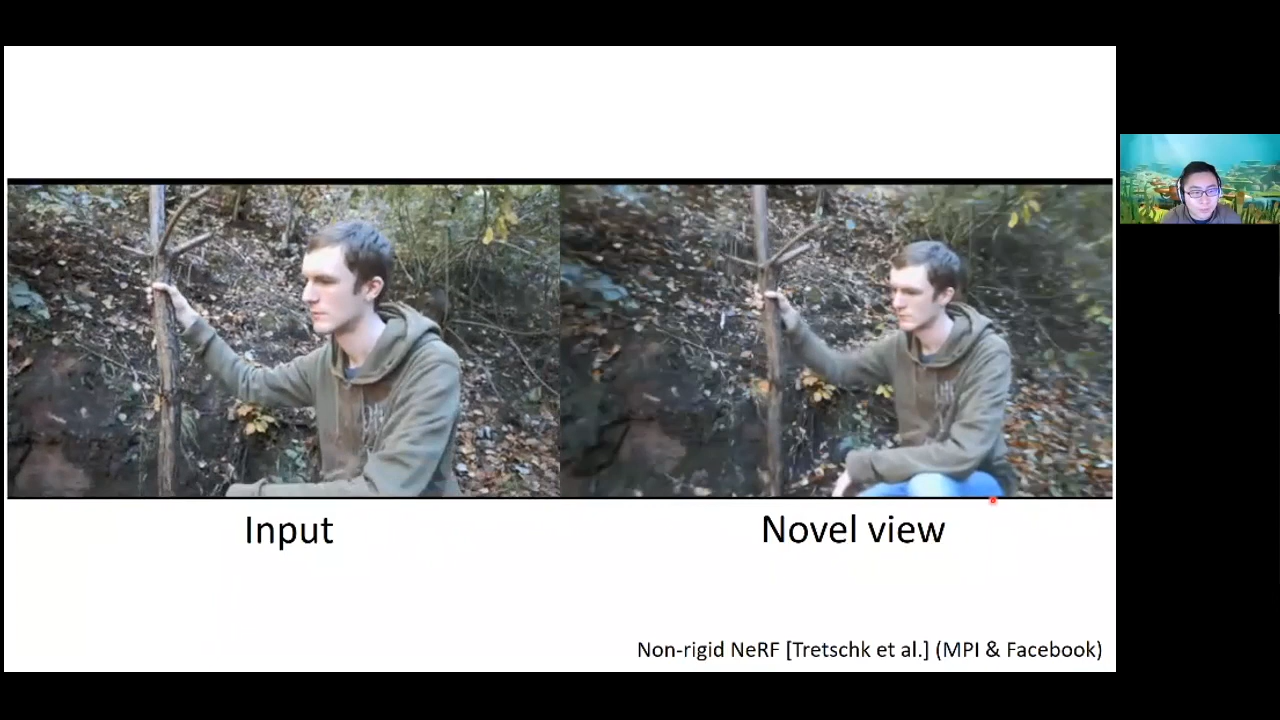 Input
Novel view
Non-rigid NeRF [Tretschk et al.] (MPI & Facebook)